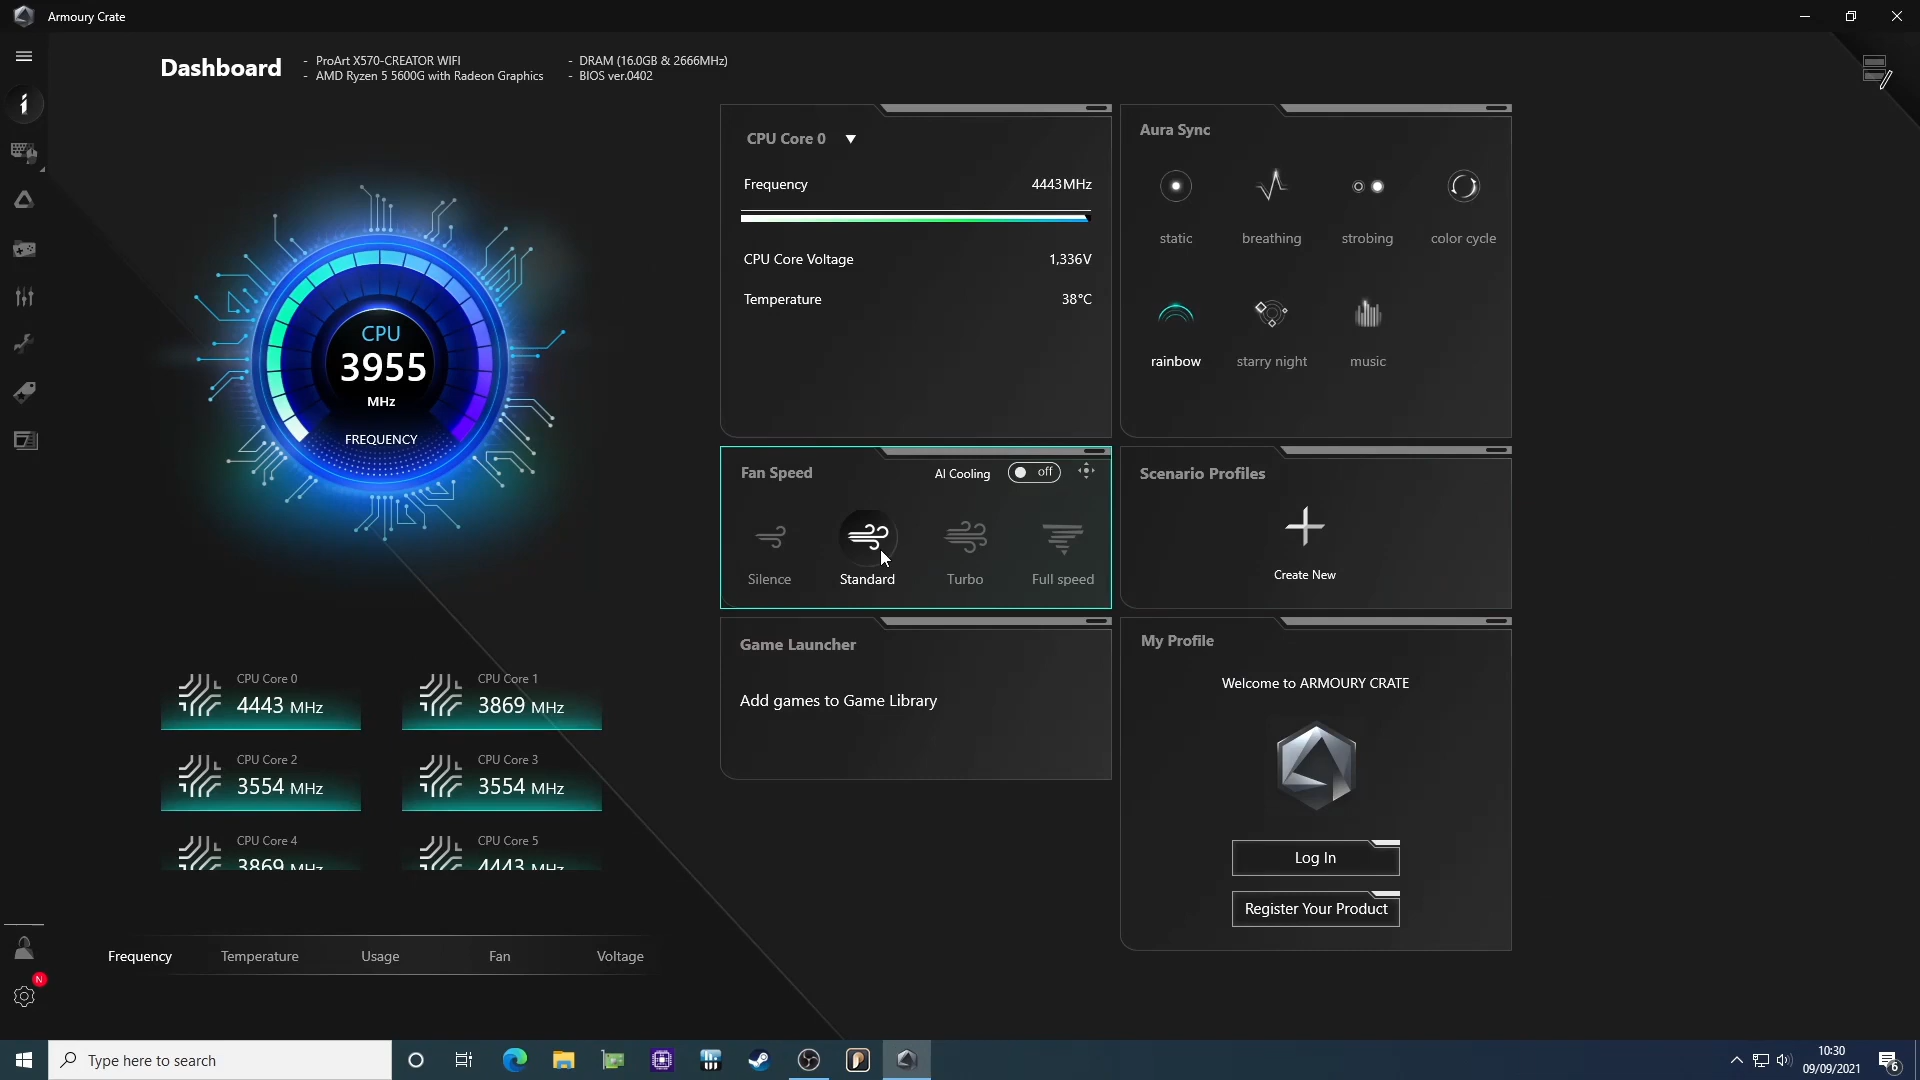 Armoury Crate
Dashboard
- ProArt X570-CREATOR WIFI
- AMD Ryzen 5 5600G with Radeon Graphics
- DRAM (16.0GB & 2666MHz)
- BIOS ver.0402
CPU
3955
MHz
FREQUENCY
CPU Core 0
4443 MHz
CPU Core 1
3869 MHz
CPU Core 2
3554 MHz
CPU Core 3
3554 MHz
CPU Core 4
3869 MHz
CPU Core 5
4443 MHz
Frequency Temperature Usage Fan Voltage
CPU Core 0
Frequency 4443MHz
CPU Core Voltage 1,336V
Temperature 38°C
Aura Sync
static breathing strobing color cycle
rainbow starry night music
Fan Speed AI Cooling off
Silence Standard Turbo Full speed
Scenario Profiles
Create New
Game Launcher
Add games to Game Library
My Profile
Welcome to ARMOURY CRATE
Log In
Register Your Product
N
Type here to search
10:30
09/09/2021
6